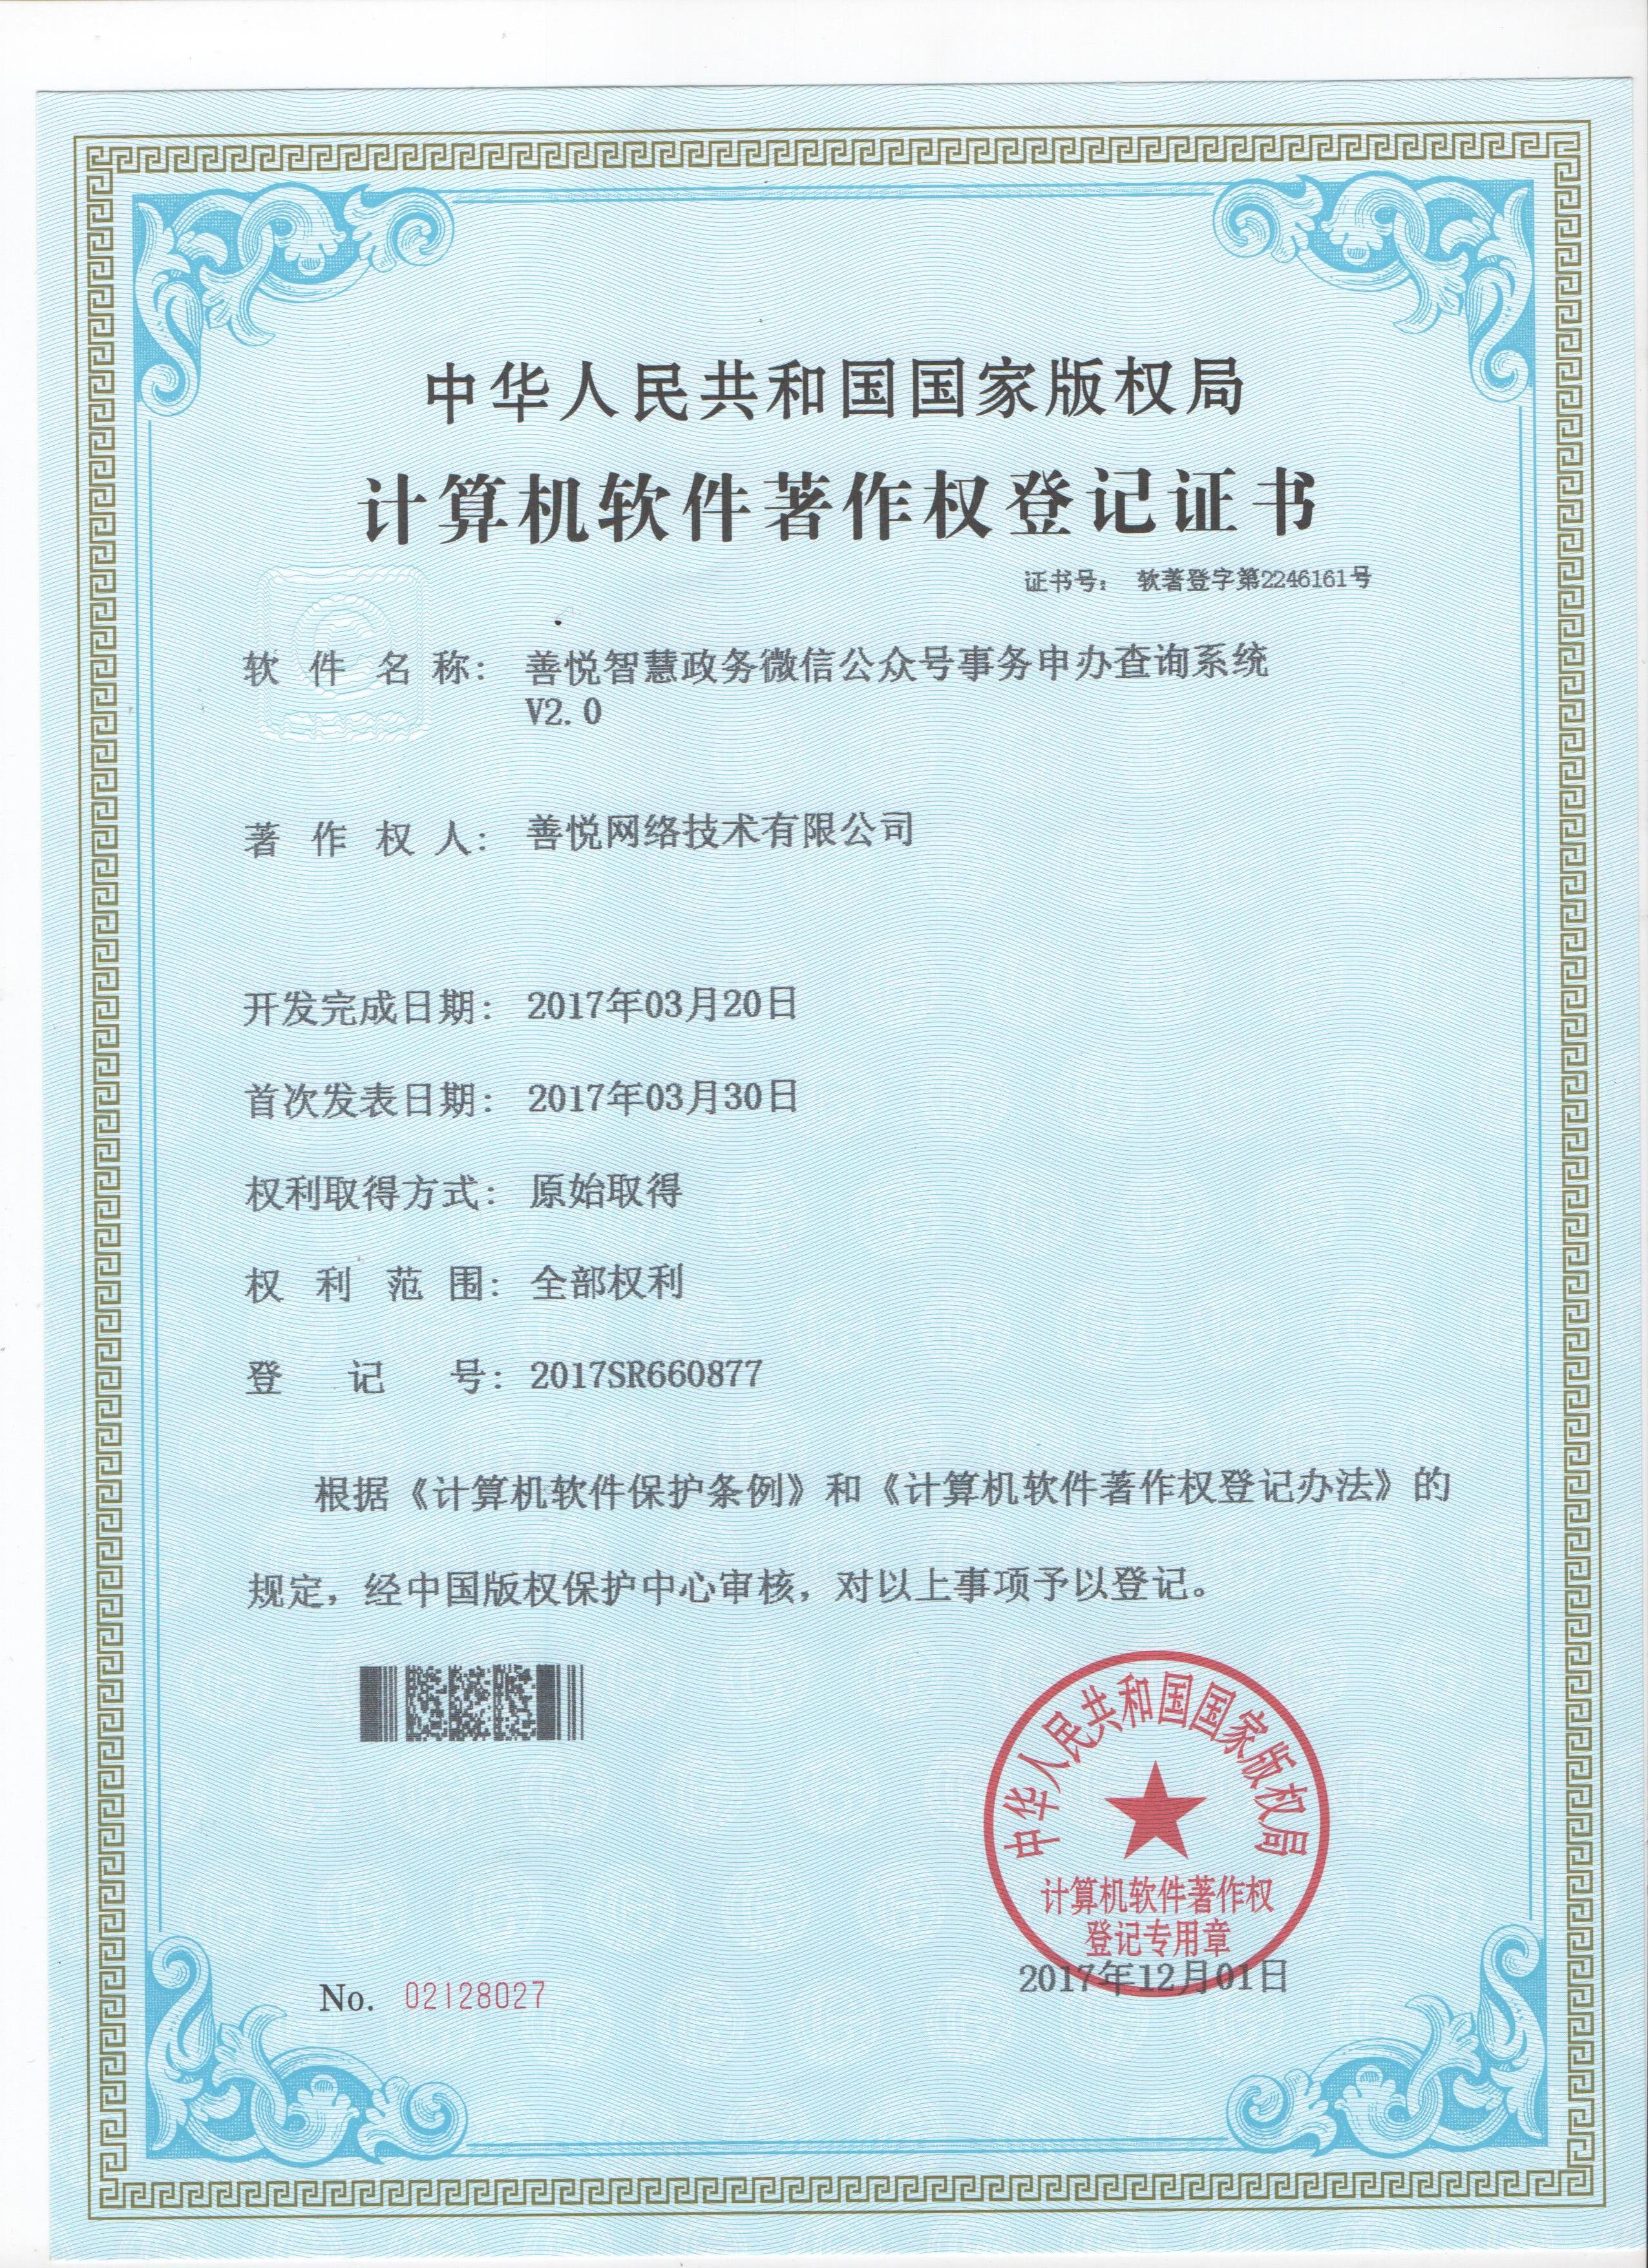 中华人民共和国国家版权局
计算机软件著作权登记证书
证书号： 软著登字第2246161号
软件名称： 善悦智慧政务微信公众号事务申办查询系统
V2.0
著作权人： 善悦网络技术有限公司
开发完成日期： 2017年03月20日
首次发表日期： 2017年03月30日
权利取得方式： 原始取得
权利范围： 全部权利
登记号： 2017SR660877
根据《计算机软件保护条例》和《计算机软件著作权登记办法》的
规定，经中国版权保护中心审核，对以上事项予以登记。
中华人民共和国国家版权局
计算机软件著作权
登记专用章
2017年12月01日
No. 02128027